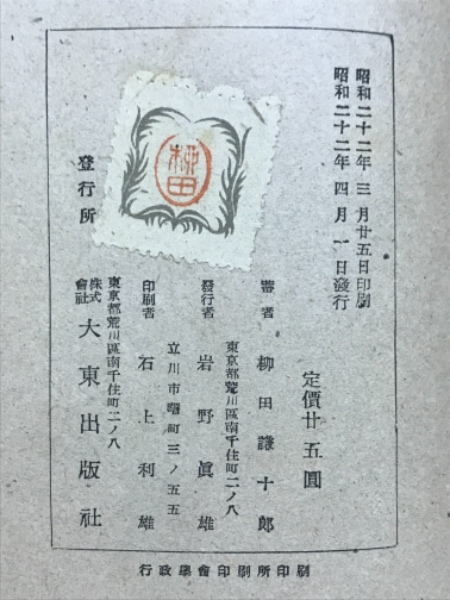 昭和二十二年三月廿五日印刷
昭和二十二年四月一日發行
定價廿五圓
著者 柳田謙十郎
東京都荒川區南千住町二ノ八
發行者 岩野眞雄
立川市曙町三ノ五五
印刷者 石上利雄
東京都荒川區南千住町二ノ八
發行所 株式會社 大東出版社
柳田
行政學會印刷所印刷